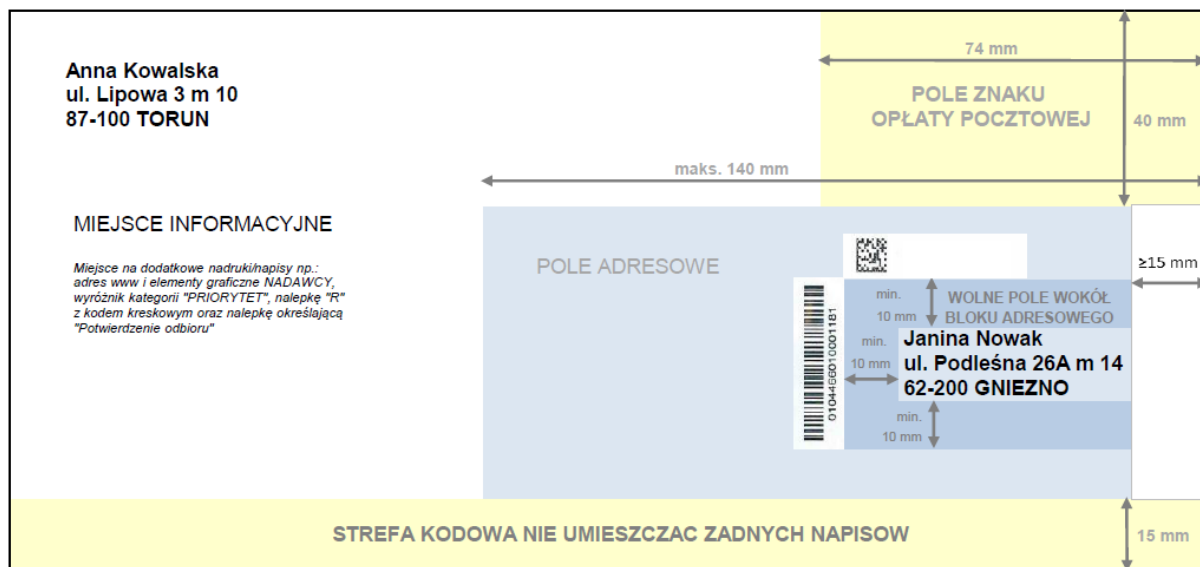 Anna Kowalska
ul. Lipowa 3 m 10
87-100 TORUN
74 mm
POLE ZNAKU
OPŁATY POCZTOWEJ
40 mm
maks. 140 mm
MIEJSCE INFORMACYJNE
Miejsce na dodatkowe nadruki/napisy np.:
adres www i elementy graficzne NADAWCY,
wyróżnik kategorii "PRIORYTET", nalepkę "R"
z kodem kreskowym oraz nalepkę określającą
"Potwierdzenie odbioru"
POLE ADRESOWE
≥15 mm
min.
10 mm
WOLNE POLE WOKÓŁ
BLOKU ADRESOWEGO
01044660100001181
min.
10 mm
Janina Nowak
ul. Podleśna 26A m 14
62-200 GNIEZNO
min.
10 mm
STREFA KODOWA NIE UMIESZCZAC ZADNYCH NAPISOW
15 mm